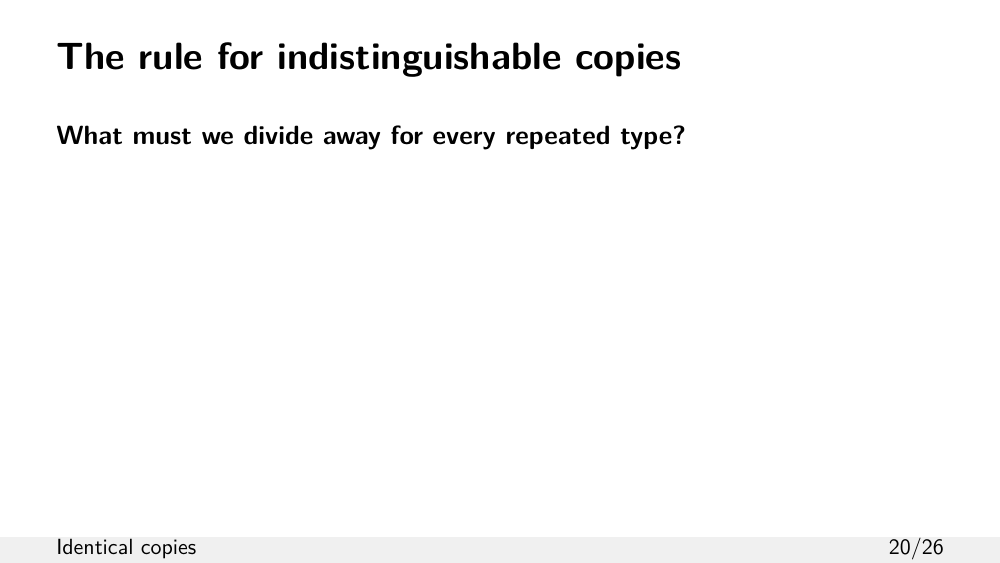 The rule for indistinguishable copies
What must we divide away for every repeated type?
Identical copies
20/26